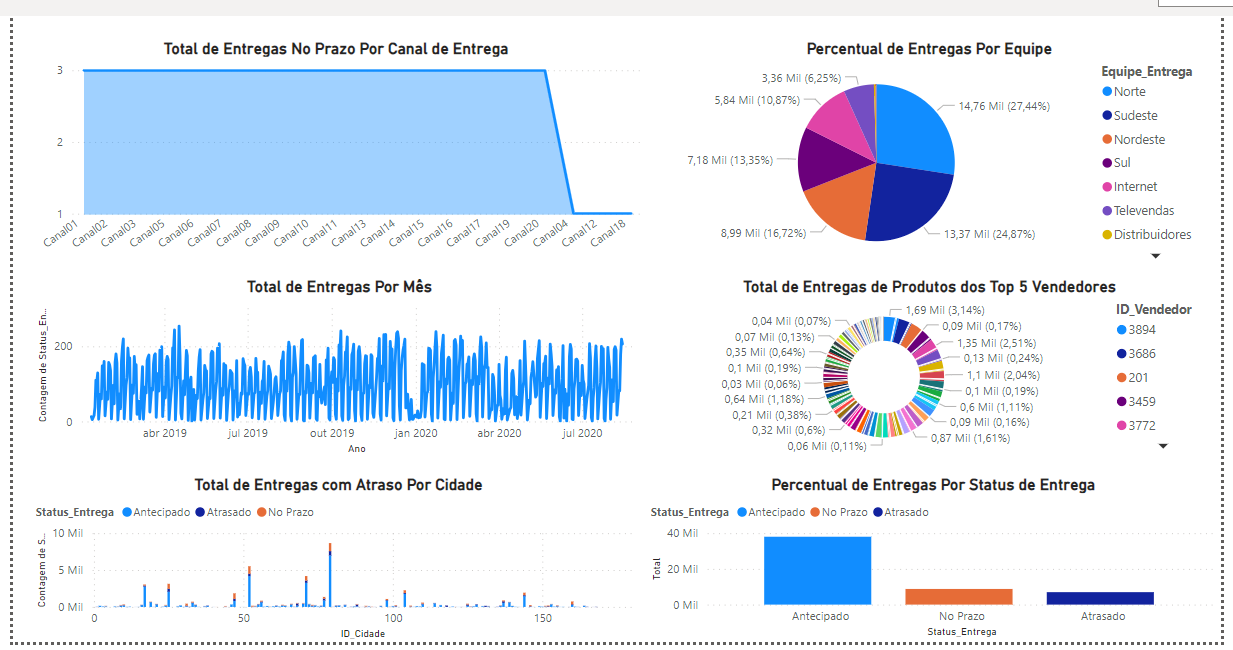 Total de Entregas No Prazo Por Canal de Entrega
3
2
1
Canal01
Canal02
Canal03
Canal05
Canal06
Canal07
Canal08
Canal09
Canal10
Canal11
Canal13
Canal14
Canal15
Canal16
Canal17
Canal19
Canal20
Canal04
Canal12
Canal18
Percentual de Entregas Por Equipe
3,36 Mil (6,25%)
5,84 Mil (10,87%)
7,18 Mil (13,35%)
8,99 Mil (16,72%)
14,76 Mil (27,44%)
13,37 Mil (24,87%)
Equipe_Entrega
Norte
Sudeste
Nordeste
Sul
Internet
Televendas
Distribuidores
Total de Entregas Por Mês
Contagem de Status_En...
200
0
abr 2019
jul 2019
out 2019
jan 2020
abr 2020
jul 2020
Ano
Total de Entregas de Produtos dos Top 5 Vendedores
0,04 Mil (0,07%)
0,07 Mil (0,13%)
0,35 Mil (0,64%)
0,1 Mil (0,19%)
0,03 Mil (0,06%)
0,64 Mil (1,18%)
0,21 Mil (0,38%)
0,32 Mil (0,6%)
0,06 Mil (0,11%)
1,69 Mil (3,14%)
0,09 Mil (0,17%)
1,35 Mil (2,51%)
0,13 Mil (0,24%)
1,1 Mil (2,04%)
0,1 Mil (0,19%)
0,6 Mil (1,11%)
0,09 Mil (0,16%)
0,87 Mil (1,61%)
ID_Vendedor
3894
3686
201
3459
3772
Total de Entregas com Atraso Por Cidade
Status_Entrega Antecipado Atrasado No Prazo
Contagem de S...
10 Mil
5 Mil
0 Mil
0
50
100
150
ID_Cidade
Percentual de Entregas Por Status de Entrega
Status_Entrega Antecipado No Prazo Atrasado
Total
40 Mil
20 Mil
0 Mil
Antecipado
No Prazo
Atrasado
Status_Entrega